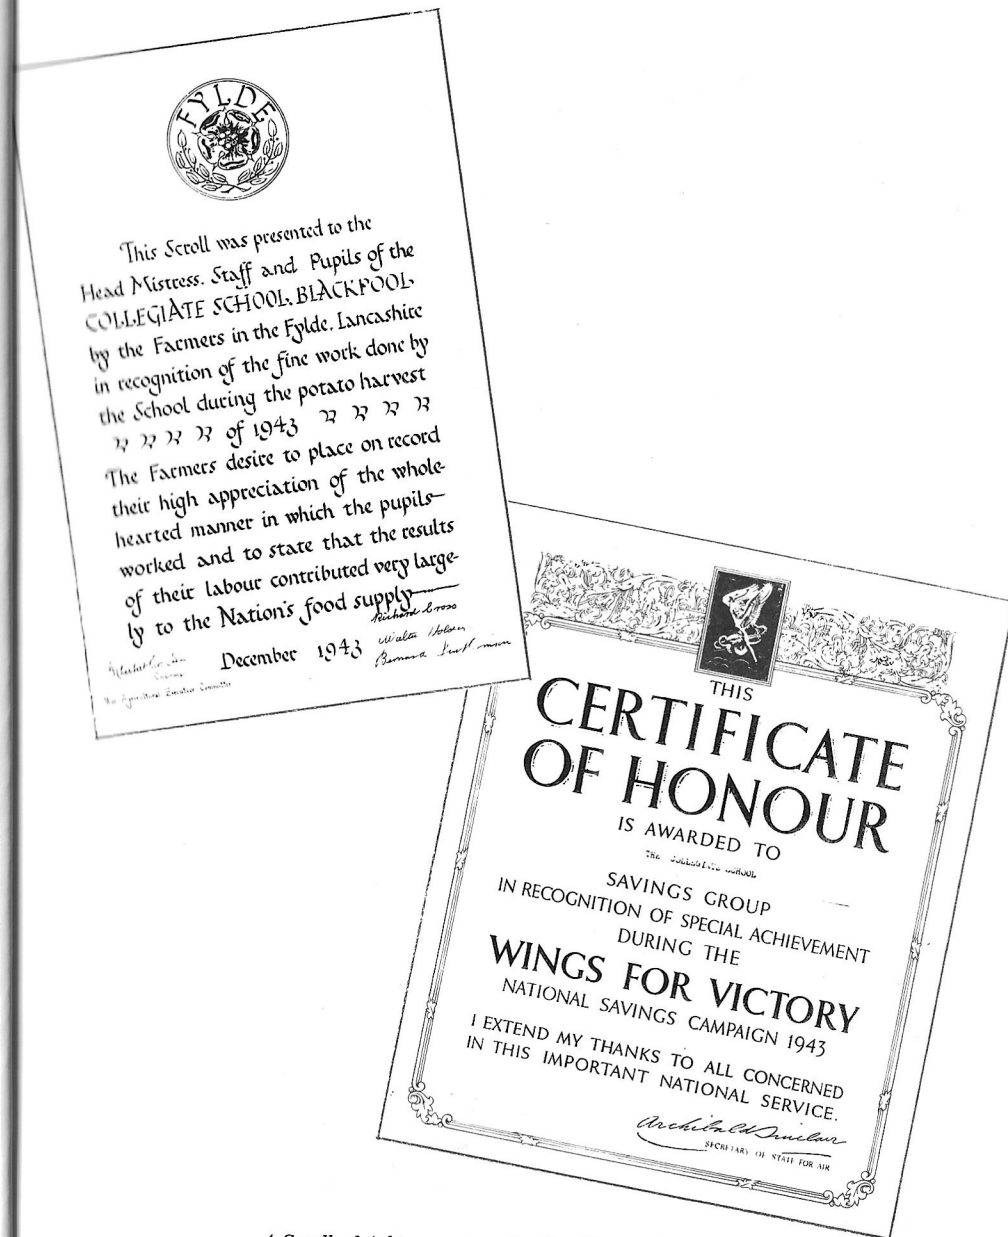 FYLDE
This Scroll was presented to the
Head Mistress. Staff and Pupils of the
COLLEGIATE SCHOOL. BLACKPOOL
by the Farmers in the Fylde. Lancashire
in recognition of the fine work done by
the School during the potato harvest
of 1943
The Farmers desire to place on record
their high appreciation of the whole-
hearted manner in which the pupils
worked and to state that the results
of their labour contributed very large-
ly to the Nation's food supply
Richard Cross
Walter Holden
December 1943
Bernard
War Agricultural Executive Committee
THIS
CERTIFICATE
OF HONOUR
IS AWARDED TO
THE COLLEGIATE SCHOOL
SAVINGS GROUP
IN RECOGNITION OF SPECIAL ACHIEVEMENT
DURING THE
WINGS FOR VICTORY
NATIONAL SAVINGS CAMPAIGN 1943
I EXTEND MY THANKS TO ALL CONCERNED
IN THIS IMPORTANT NATIONAL SERVICE.
Archibald Sinclair
SECRETARY OF STATE FOR AIR